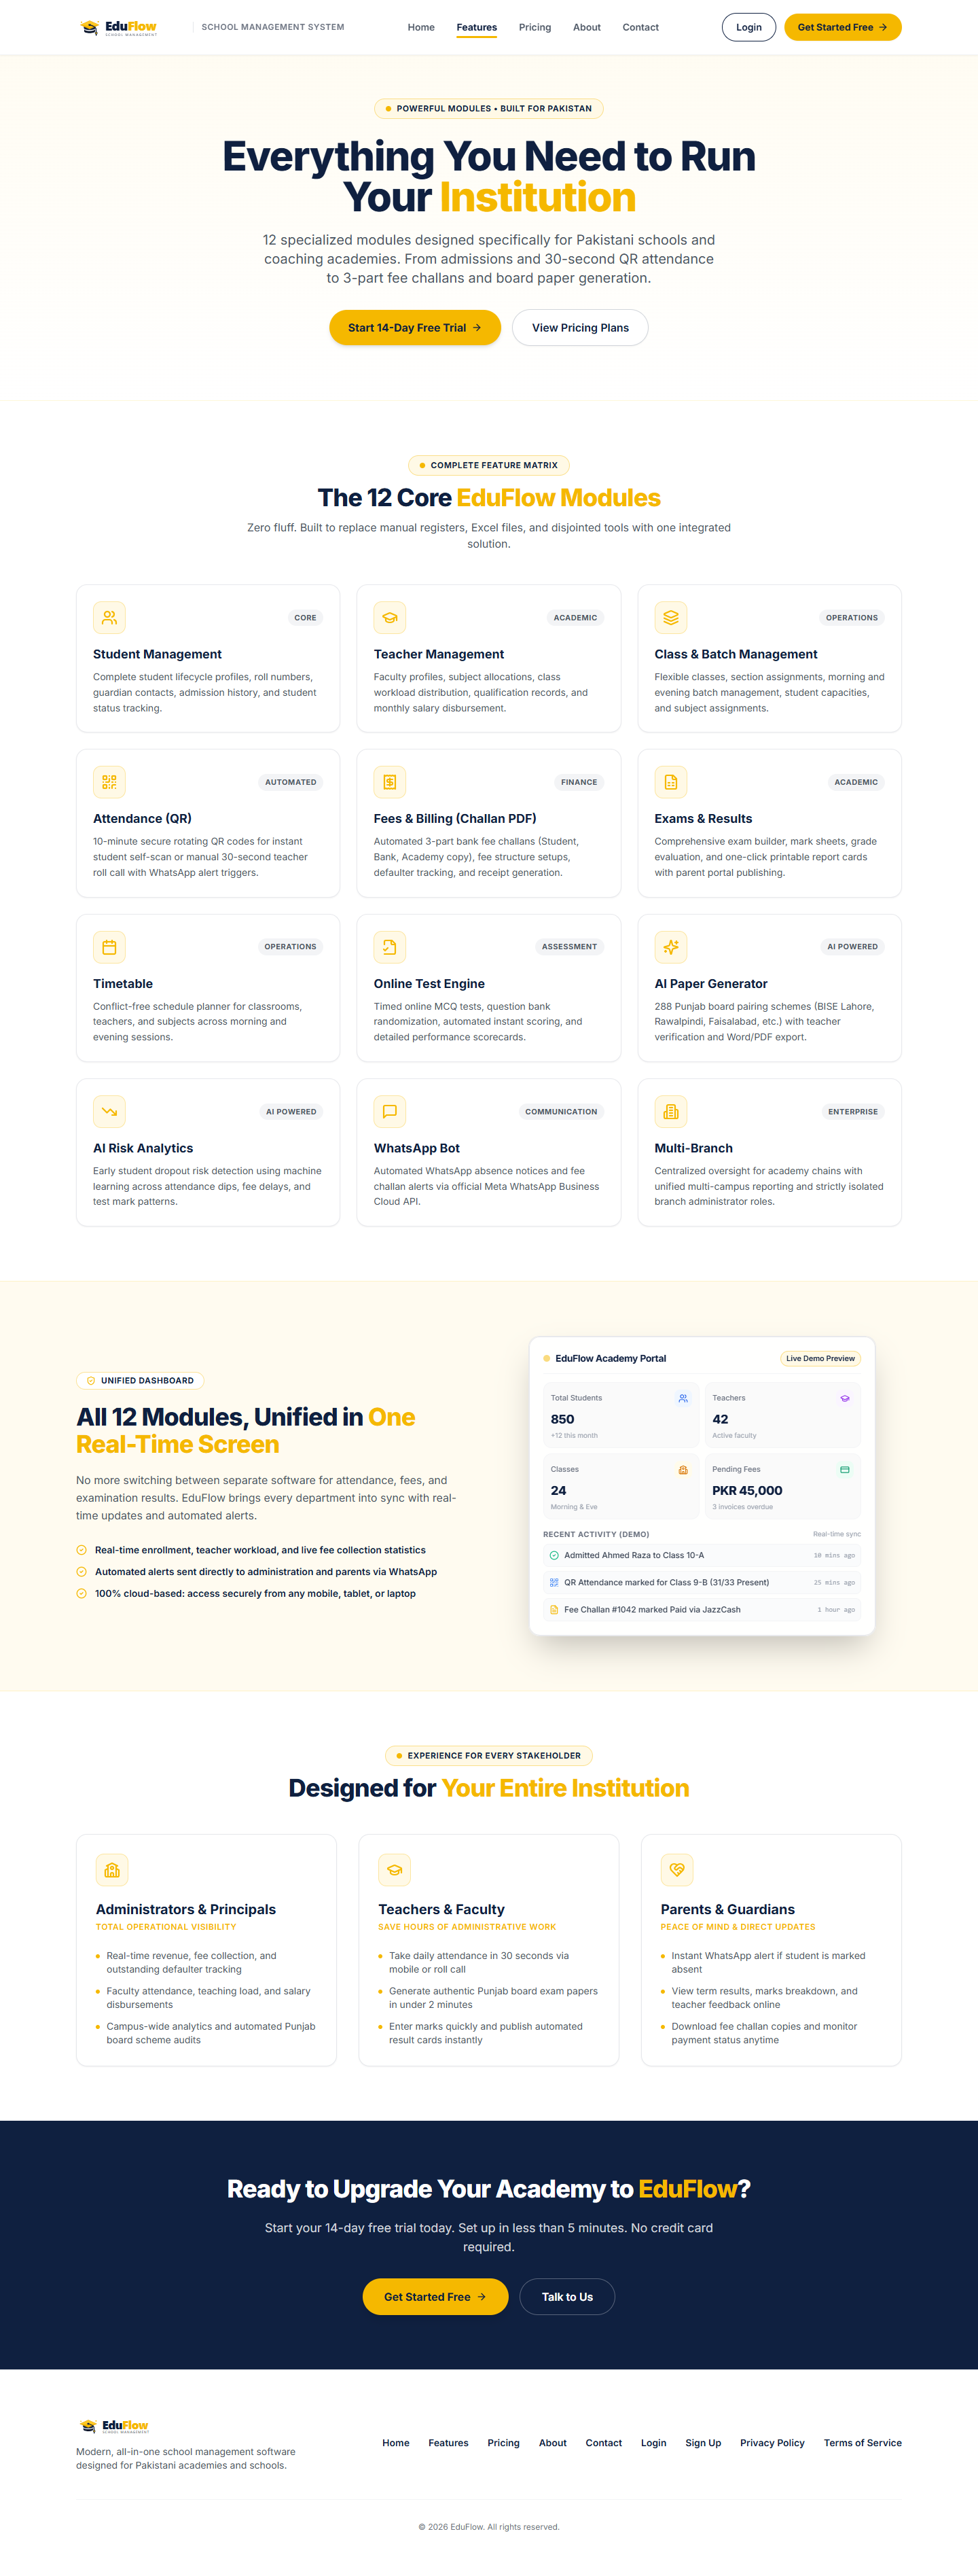 EduFlow
SCHOOL MANAGEMENT
SCHOOL MANAGEMENT SYSTEM
Home
Features
Pricing
About
Contact
Login
Get Started Free →
POWERFUL MODULES • BUILT FOR PAKISTAN
Everything You Need to Run
Your Institution
12 specialized modules designed specifically for Pakistani schools and
coaching academies. From admissions and 30-second QR attendance
to 3-part fee challans and board paper generation.
Start 14-Day Free Trial →
View Pricing Plans
COMPLETE FEATURE MATRIX
The 12 Core EduFlow Modules
Zero fluff. Built to replace manual registers, Excel files, and disjointed tools with one integrated
solution.
CORE
Student Management
Complete student lifecycle profiles, roll numbers,
guardian contacts, admission history, and student
status tracking.
ACADEMIC
Teacher Management
Faculty profiles, subject allocations, class
workload distribution, qualification records, and
monthly salary disbursement.
OPERATIONS
Class & Batch Management
Flexible classes, section assignments, morning and
evening batch management, student capacities,
and subject assignments.
AUTOMATED
Attendance (QR)
10-minute secure rotating QR codes for instant
student self-scan or manual 30-second teacher
roll call with WhatsApp alert triggers.
FINANCE
Fees & Billing (Challan PDF)
Automated 3-part bank fee challans (Student,
Bank, Academy copy), fee structure setups,
defaulter tracking, and receipt generation.
ACADEMIC
Exams & Results
Comprehensive exam builder, mark sheets, grade
evaluation, and one-click printable report cards
with parent portal publishing.
OPERATIONS
Timetable
Conflict-free schedule planner for classrooms,
teachers, and subjects across morning and
evening sessions.
ASSESSMENT
Online Test Engine
Timed online MCQ tests, question bank
randomization, automated instant scoring, and
detailed performance scorecards.
AI POWERED
AI Paper Generator
288 Punjab board pairing schemes (BISE Lahore,
Rawalpindi, Faisalabad, etc.) with teacher
verification and Word/PDF export.
AI POWERED
AI Risk Analytics
Early student dropout risk detection using machine
learning across attendance dips, fee delays, and
test mark patterns.
COMMUNICATION
WhatsApp Bot
Automated WhatsApp absence notices and fee
challan alerts via official Meta WhatsApp Business
Cloud API.
ENTERPRISE
Multi-Branch
Centralized oversight for academy chains with
unified multi-campus reporting and strictly isolated
branch administrator roles.
UNIFIED DASHBOARD
All 12 Modules, Unified in One
Real-Time Screen
No more switching between separate software for attendance, fees, and
examination results. EduFlow brings every department into sync with real-
time updates and automated alerts.
Real-time enrollment, teacher workload, and live fee collection statistics
Automated alerts sent directly to administration and parents via WhatsApp
100% cloud-based: access securely from any mobile, tablet, or laptop
EduFlow Academy Portal
Live Demo Preview
Total Students
850
+12 this month
Teachers
42
Active faculty
Classes
24
Morning & Eve
Pending Fees
PKR 45,000
3 invoices overdue
RECENT ACTIVITY (DEMO)
Real-time sync
Admitted Ahmed Raza to Class 10-A
10 mins ago
QR Attendance marked for Class 9-B (31/33 Present)
25 mins ago
Fee Challan #1042 marked Paid via JazzCash
1 hour ago
EXPERIENCE FOR EVERY STAKEHOLDER
Designed for Your Entire Institution
Administrators & Principals
TOTAL OPERATIONAL VISIBILITY
Real-time revenue, fee collection, and
outstanding defaulter tracking
Faculty attendance, teaching load, and salary
disbursements
Campus-wide analytics and automated Punjab
board scheme audits
Teachers & Faculty
SAVE HOURS OF ADMINISTRATIVE WORK
Take daily attendance in 30 seconds via
mobile or roll call
Generate authentic Punjab board exam papers
in under 2 minutes
Enter marks quickly and publish automated
result cards instantly
Parents & Guardians
PEACE OF MIND & DIRECT UPDATES
Instant WhatsApp alert if student is marked
absent
View term results, marks breakdown, and
teacher feedback online
Download fee challan copies and monitor
payment status anytime
Ready to Upgrade Your Academy to EduFlow?
Start your 14-day free trial today. Set up in less than 5 minutes. No credit card
required.
Get Started Free →
Talk to Us
EduFlow
SCHOOL MANAGEMENT
Modern, all-in-one school management software
designed for Pakistani academies and schools.
Home
Features
Pricing
About
Contact
Login
Sign Up
Privacy Policy
Terms of Service
© 2026 EduFlow. All rights reserved.